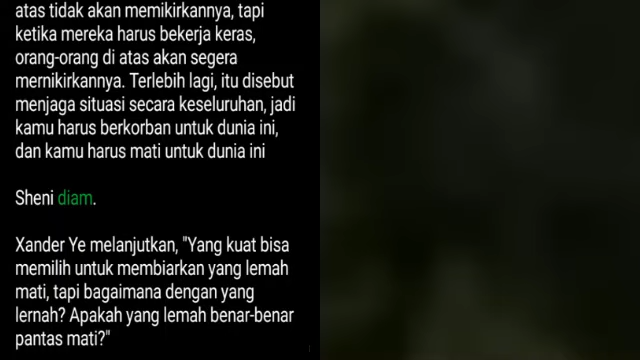 atas tidak akan memikirkannya, tapi
ketika mereka harus bekerja keras,
orang-orang di atas akan segera
mernikirkannya. Terlebih lagi, itu disebut
menjaga situasi secara keseluruhan, jadi
kamu harus berkorban untuk dunia ini,
dan kamu harus mati untuk dunia ini
Sheni diam.
Xander Ye melanjutkan, "Yang kuat bisa
memilih untuk membiarkan yang lemah
mati, tapi bagaimana dengan yang
lernah? Apakah yang lemah benar-benar
pantas mati?"